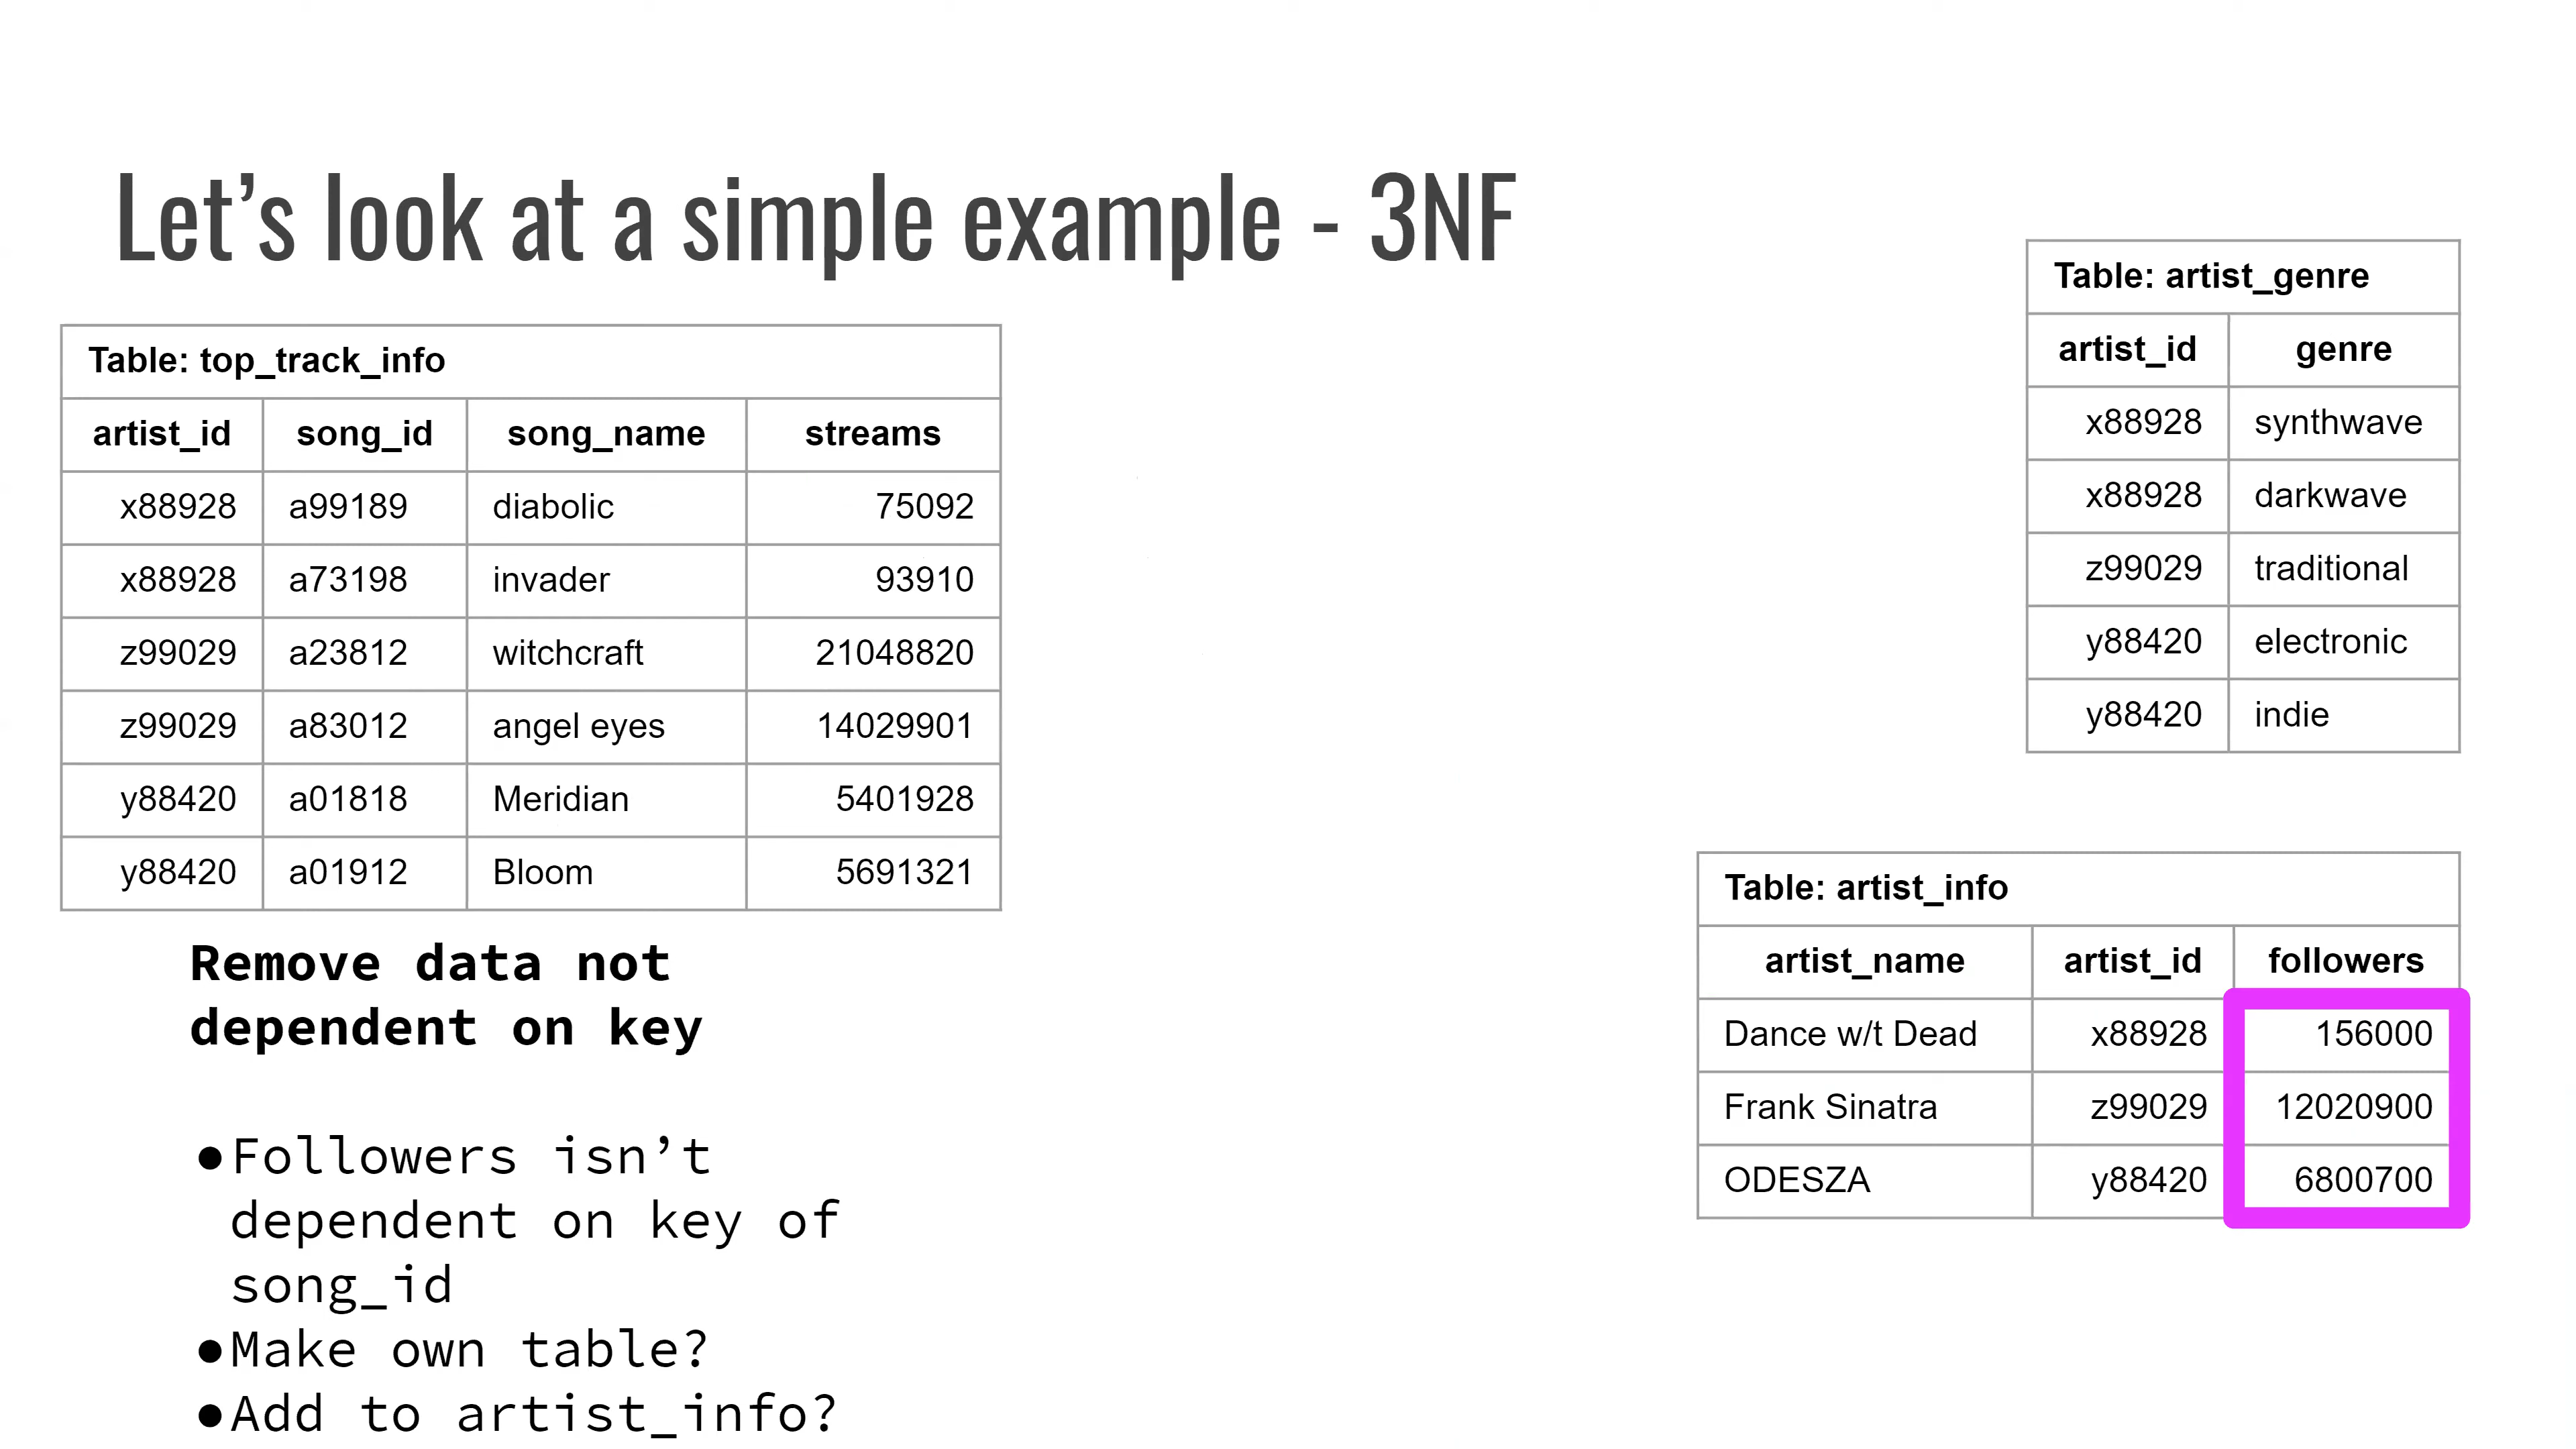 Let’s look at a simple example - 3NF
Table: top_track_info
artist_id song_id song_name streams
x88928 a99189 diabolic 75092
x88928 a73198 invader 93910
z99029 a23812 witchcraft 21048820
z99029 a83012 angel eyes 14029901
y88420 a01818 Meridian 5401928
y88420 a01912 Bloom 5691321
Remove data not
dependent on key
●Followers isn’t
dependent on key of
song_id
●Make own table?
●Add to artist_info?
Table: artist_genre
artist_id genre
x88928 synthwave
x88928 darkwave
z99029 traditional
y88420 electronic
y88420 indie
Table: artist_info
artist_name artist_id followers
Dance w/t Dead x88928 156000
Frank Sinatra z99029 12020900
ODESZA y88420 6800700